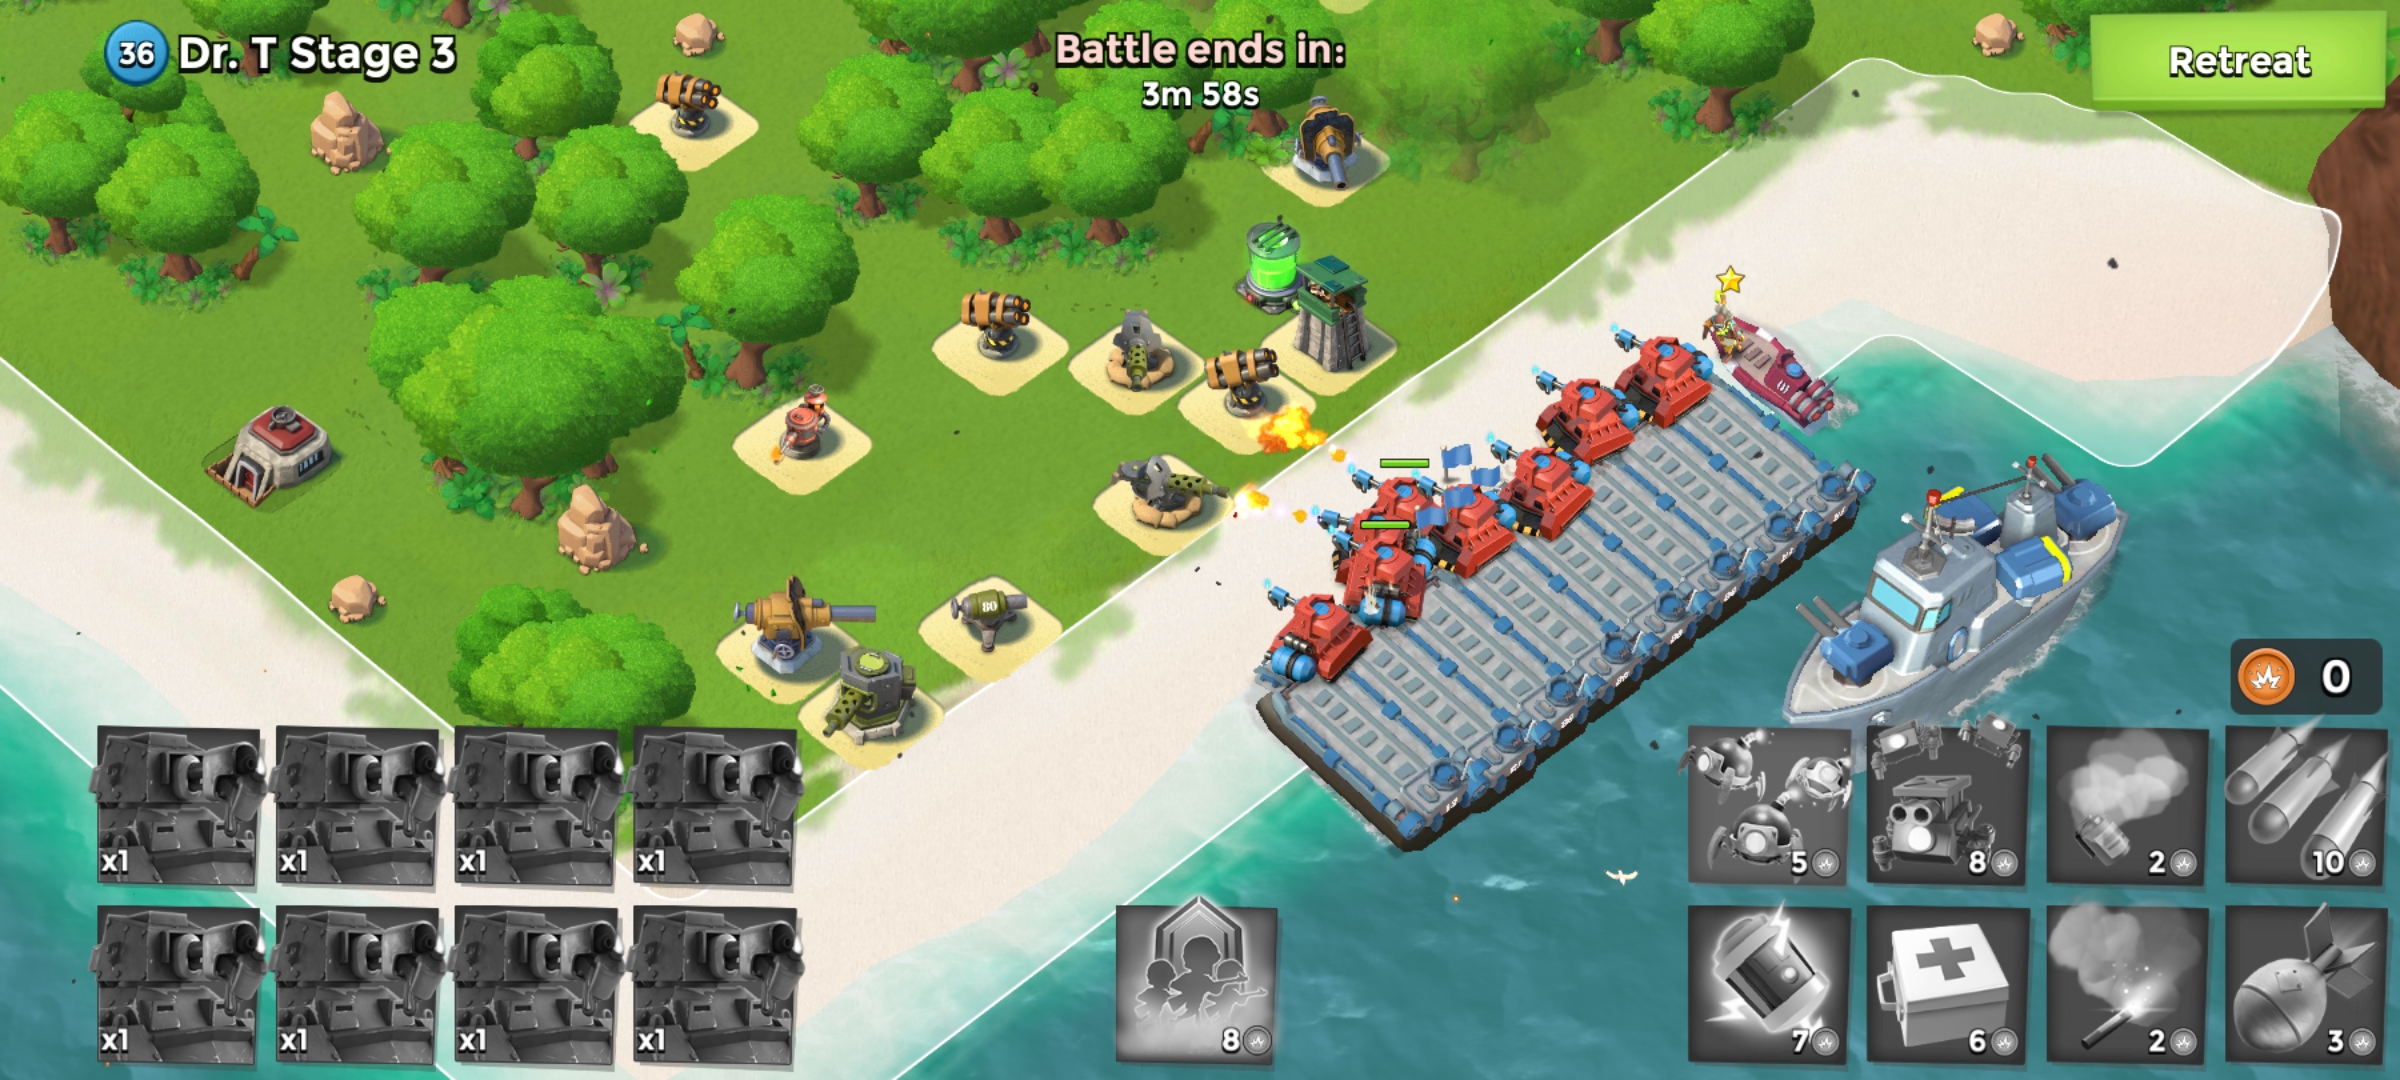 36 Dr. T Stage 3
Battle ends in:
3m 58s
Retreat
80
0
x1 x1 x1 x1
5 8 2 10
x1 x1 x1 x1
8
7 6 2 3